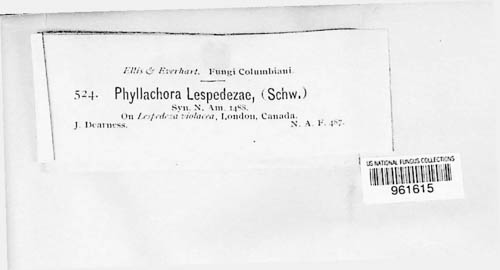 Ellis & Everhart. Fungi Columbiani.
524. Phyllachora Lespedezae, (Schw.)
Syn. N. Am. 1488.
On Lespedeza violacea, London, Canada.
J. Dearness. N. A. F. 487.
US NATIONAL FUNGUS COLLECTIONS
961615